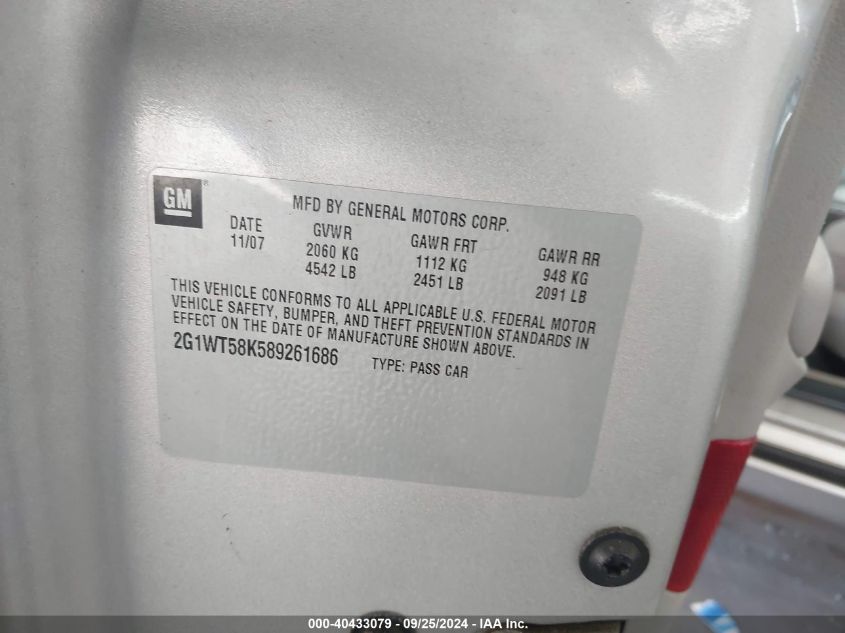 GM ®
MFD BY GENERAL MOTORS CORP.
DATE GVWR GAWR FRT GAWR RR
11/07 2060 KG 1112 KG 948 KG
4542 LB 2451 LB 2091 LB
THIS VEHICLE CONFORMS TO ALL APPLICABLE U.S. FEDERAL MOTOR
VEHICLE SAFETY, BUMPER, AND THEFT PREVENTION STANDARDS IN
EFFECT ON THE DATE OF MANUFACTURE SHOWN ABOVE.
2G1WT58K589261686 TYPE: PASS CAR
000-40433079 - 09/25/2024 - IAA Inc.